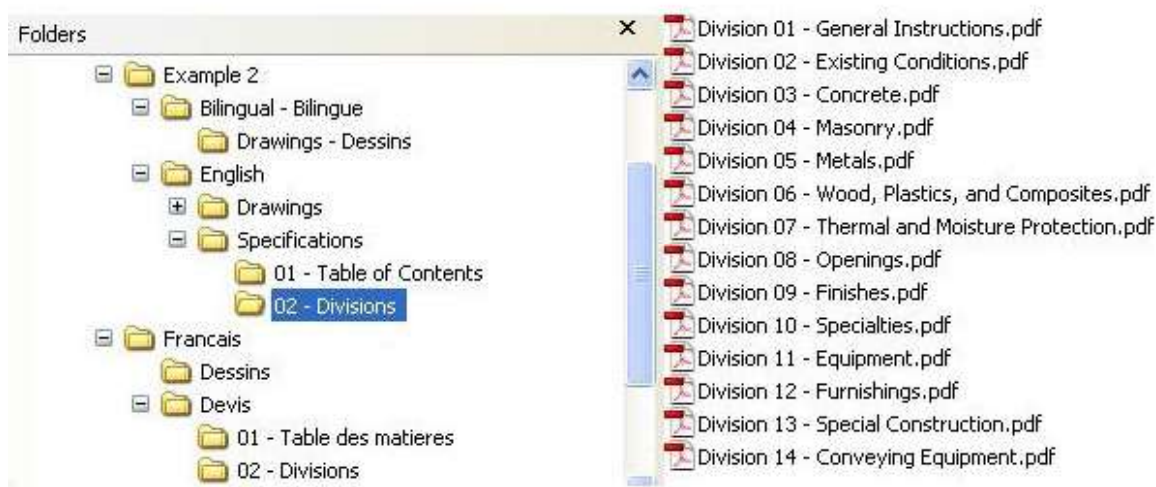 Folders
Example 2
Bilingual - Bilingue
Drawings - Dessins
English
Drawings
Specifications
01 - Table of Contents
02 - Divisions
Francais
Dessins
Devis
01 - Table des matieres
02 - Divisions
Division 01 - General Instructions.pdf
Division 02 - Existing Conditions.pdf
Division 03 - Concrete.pdf
Division 04 - Masonry.pdf
Division 05 - Metals.pdf
Division 06 - Wood, Plastics, and Composites.pdf
Division 07 - Thermal and Moisture Protection.pdf
Division 08 - Openings.pdf
Division 09 - Finishes.pdf
Division 10 - Specialties.pdf
Division 11 - Equipment.pdf
Division 12 - Furnishings.pdf
Division 13 - Special Construction.pdf
Division 14 - Conveying Equipment.pdf